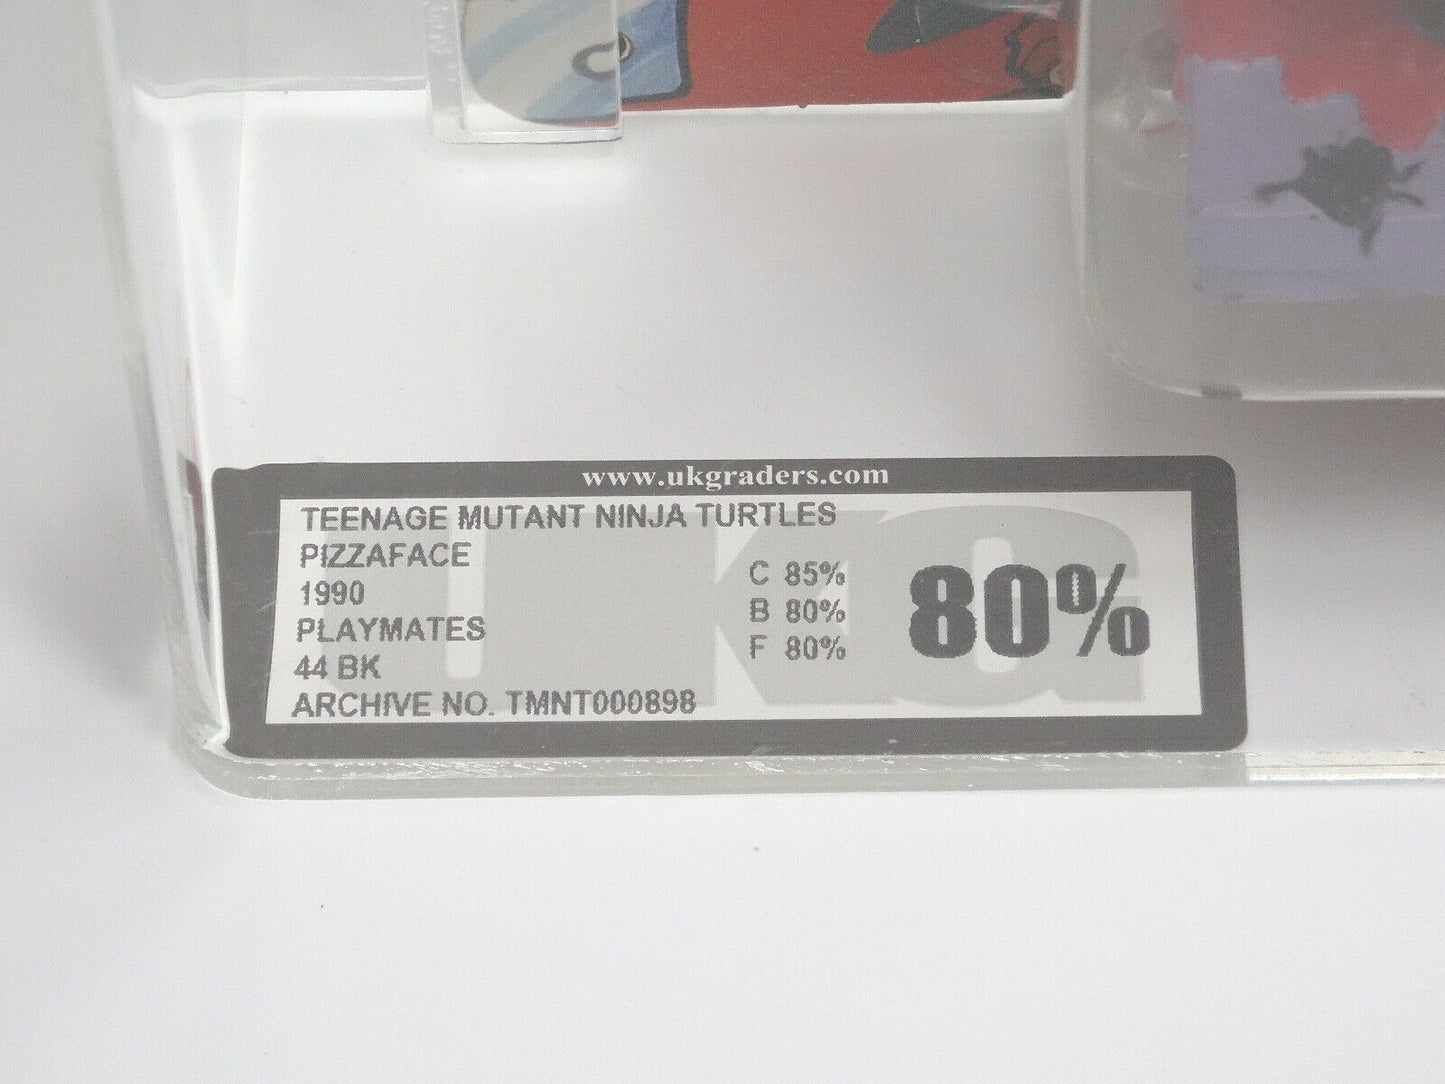 www.ukgraders.com
TEENAGE MUTANT NINJA TURTLES
PIZZAFACE
1990
PLAYMATES
44 BK
ARCHIVE NO. TMNT000898
C 85%
B 80%
F 80%
80%
UKG